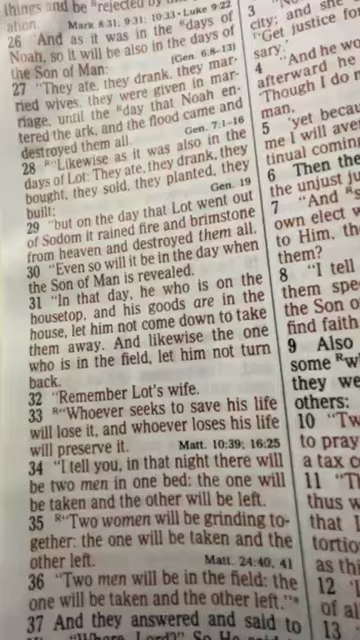 things and be ᴿrejected by
ation. Mark 8:31; 9:31; 10:33 • Luke 9:22
26 "And as it was in the ᴿdays of
Noah, so it will be also in the days of
the Son of Man: (Gen. 6:8–13)
27 "They ate, they drank, they mar-
ried wives, they were given in mar-
riage, until the ᴿday that Noah en-
tered the ark, and the flood came and
destroyed them all. Gen. 7:1–16
28 ᴿ"Likewise as it was also in the
days of Lot: They ate, they drank, they
bought, they sold, they planted, they
built; Gen. 19
29 "but on the day that Lot went out
of Sodom it rained fire and brimstone
from heaven and destroyed them all.
30 "Even so will it be in the day when
the Son of Man is revealed.
31 "In that day, he who is on the
housetop, and his goods are in the
house, let him not come down to take
them away. And likewise the one
who is in the field, let him not turn
back.
32 "Remember Lot's wife.
33 ᴿ"Whoever seeks to save his life
will lose it, and whoever loses his life
will preserve it. Matt. 10:39; 16:25
34 "I tell you, in that night there will
be two men in one bed: the one will
be taken and the other will be left.
35 ᴿ"Two women will be grinding to-
gether: the one will be taken and the
other left. Matt. 24:40, 41
36 "Two men will be in the field: the
one will be taken and the other left."*
37 And they answered and said to
3 "Now
city; and she
"Get justice fo
sary.'
4 "And he wo
afterward he
'Though I do n
man,
5 'yet beca
me I will aven
tinual comin
6 Then the
the unjust ju
7 "And
own elect w
to Him, th
them?
8 "I tell
them spe
the Son o
find faith
9 Also
some ᴿw
they we
others:
10 "Tw
to pray
a tax c
11 "Th
thus w
that I
tortio
as thi
12 'I
of al
13